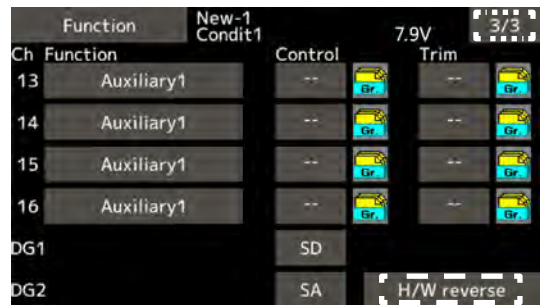 Function New-1 Condit1 7.9V 3/3
Ch Function Control Trim
13 Auxiliary1 -- Gr. -- Gr.
14 Auxiliary1 -- Gr. -- Gr.
15 Auxiliary1 -- Gr. -- Gr.
16 Auxiliary1 -- Gr. -- Gr.
DG1 SD
DG2 SA H/W reverse